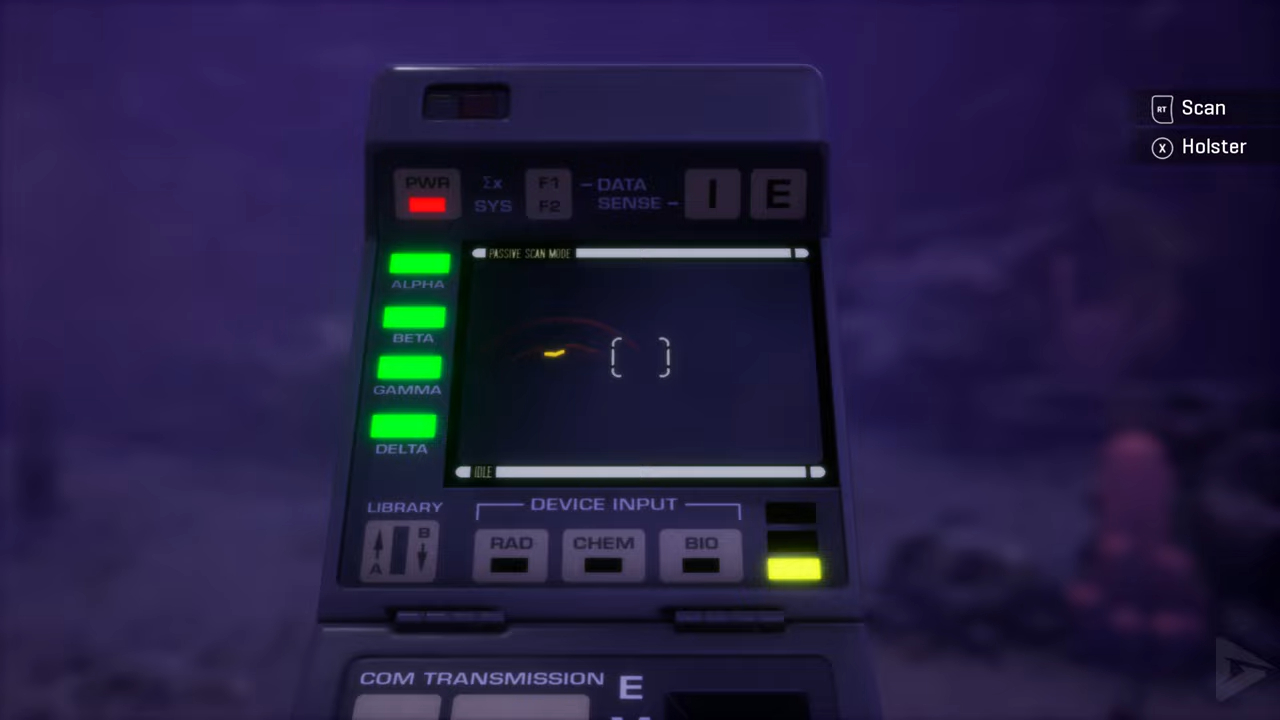 RT Scan
X Holster
PWR
Σx
SYS
F1
F2
DATA
SENSE
I
E
PASSIVE SCAN MODE
ALPHA
BETA
GAMMA
DELTA
IDLE
LIBRARY
A
B
DEVICE INPUT
RAD
CHEM
BIO
COM TRANSMISSION
E